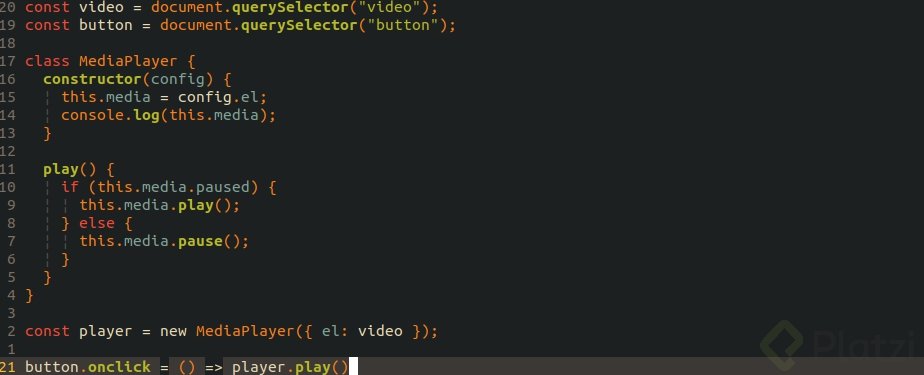 20 const video = document.querySelector("video");
19 const button = document.querySelector("button");
18
17 class MediaPlayer {
16   constructor(config) {
15     this.media = config.el;
14     console.log(this.media);
13   }
12
11   play() {
10     if (this.media.paused) {
9       this.media.play();
8     } else {
7       this.media.pause();
6     }
5   }
4 }
3
2 const player = new MediaPlayer({ el: video });
1
21 button.onclick = () => player.play()
Platzi